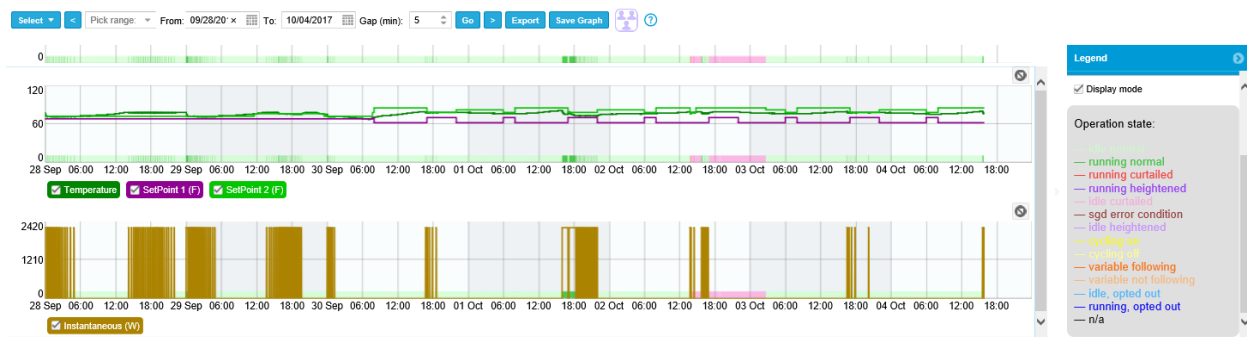 Select < Pick range: From: 09/28/20 × To: 10/04/2017 Gap (min): 5 Go > Export Save Graph ?
0
120
60
0
28 Sep 06:00 12:00 18:00 29 Sep 06:00 12:00 18:00 30 Sep 06:00 12:00 18:00 01 Oct 06:00 12:00 18:00 02 Oct 06:00 12:00 18:00 03 Oct 06:00 12:00 18:00 04 Oct 06:00 12:00 18:00
Temperature SetPoint 1 (F) SetPoint 2 (F)
2420
1210
0
28 Sep 06:00 12:00 18:00 29 Sep 06:00 12:00 18:00 30 Sep 06:00 12:00 18:00 01 Oct 06:00 12:00 18:00 02 Oct 06:00 12:00 18:00 03 Oct 06:00 12:00 18:00 04 Oct 06:00 12:00 18:00
Instantaneous (W)
Legend
Display mode
Operation state:
idle normal
— running normal
— running curtailed
— running heightened
— idle curtailed
— sgd error condition
— idle heightened
— cycling on
— cycling off
— variable following
— variable not following
— idle, opted out
— running, opted out
— n/a